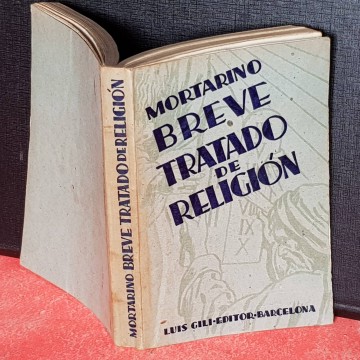 MORTARINO
BREVE
TRATADO
DE
RELIGIÓN
LUIS GILI-EDITOR-BARCELONA
MORTARINO BREVE TRATADO DE RELIGIÓN